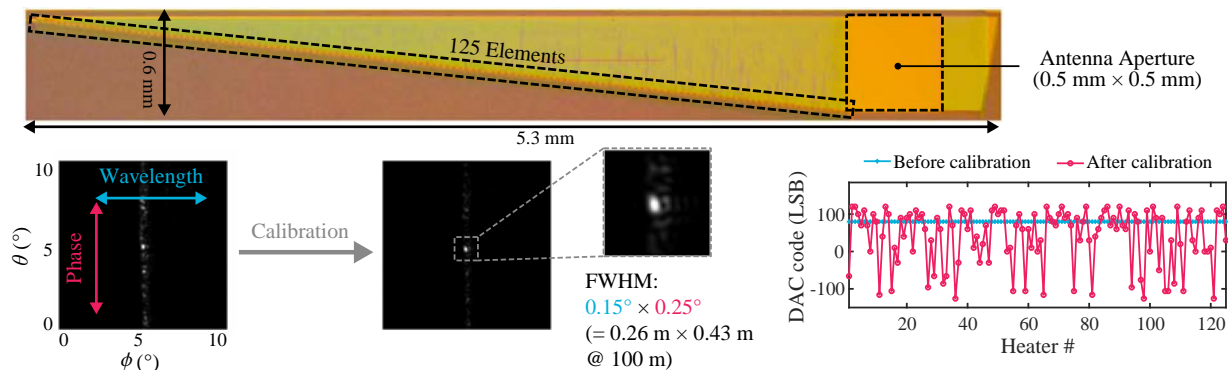 125 Elements
0.6 mm
Antenna Aperture
(0.5 mm × 0.5 mm)
5.3 mm
10
5
0
θ (°)
Wavelength
Phase
0 5 10
ϕ (°)
Calibration
FWHM:
0.15° × 0.25°
(= 0.26 m × 0.43 m
@ 100 m)
Before calibration After calibration
DAC code (LSB)
100
0
-100
20 40 60 80 100 120
Heater #